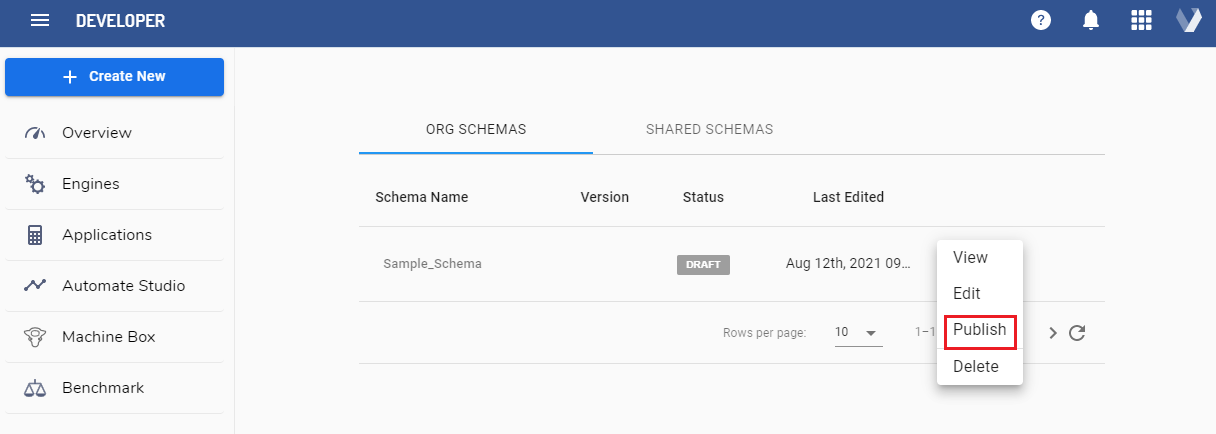 DEVELOPER
?
+ Create New
Overview
Engines
Applications
Automate Studio
Machine Box
Benchmark
ORG SCHEMAS SHARED SCHEMAS
Schema Name Version Status Last Edited
Sample_Schema DRAFT Aug 12th, 2021 09...
View
Edit
Publish
Delete
Rows per page: 10 1–1